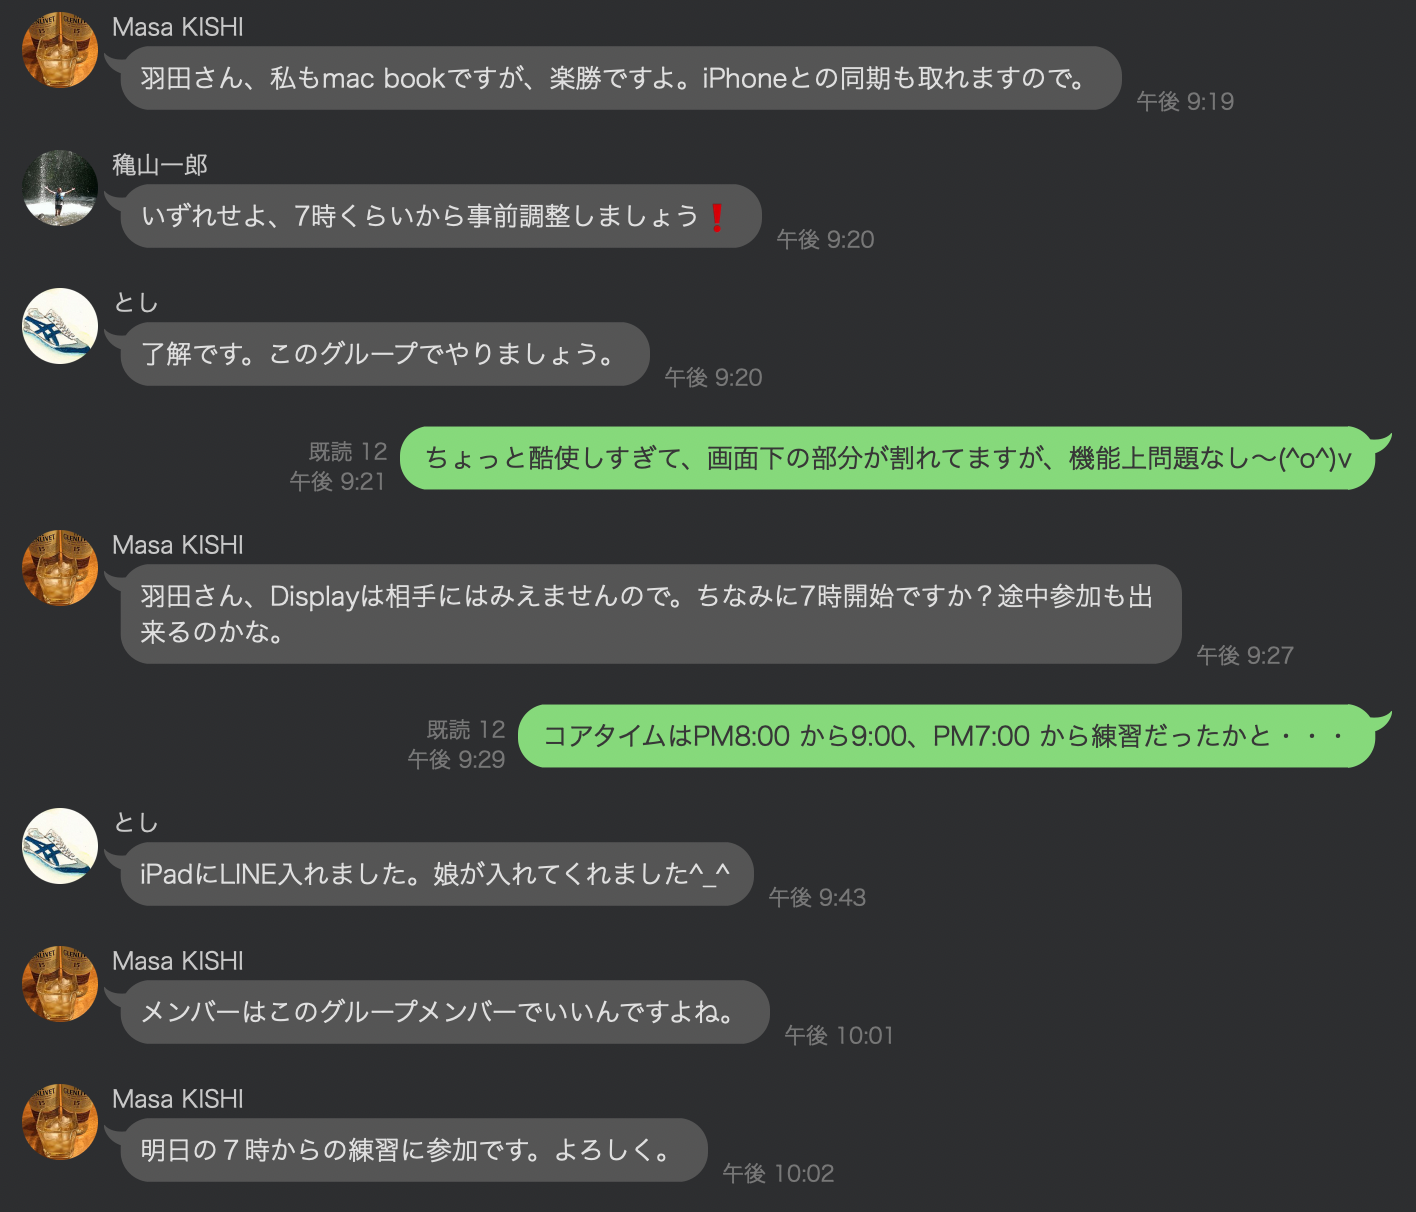 Masa KISHI
羽田さん、私もmac bookですが、楽勝ですよ。iPhoneとの同期も取れますので。
午後 9:19
穐山一郎
いずれせよ、7時くらいから事前調整しましょう❗
午後 9:20
とし
了解です。このグループでやりましょう。
午後 9:20
既読 12
午後 9:21
ちょっと酷使しすぎて、画面下の部分が割れてますが、機能上問題なし〜(^o^)v
Masa KISHI
羽田さん、Displayは相手にはみえませんので。ちなみに7時開始ですか？途中参加も出
来るのかな。
午後 9:27
既読 12
午後 9:29
コアタイムはPM8:00 から9:00、PM7:00 から練習だったかと・・・
とし
iPadにLINE入れました。娘が入れてくれました^_^
午後 9:43
Masa KISHI
メンバーはこのグループメンバーでいいんですよね。
午後 10:01
Masa KISHI
明日の７時からの練習に参加です。よろしく。
午後 10:02